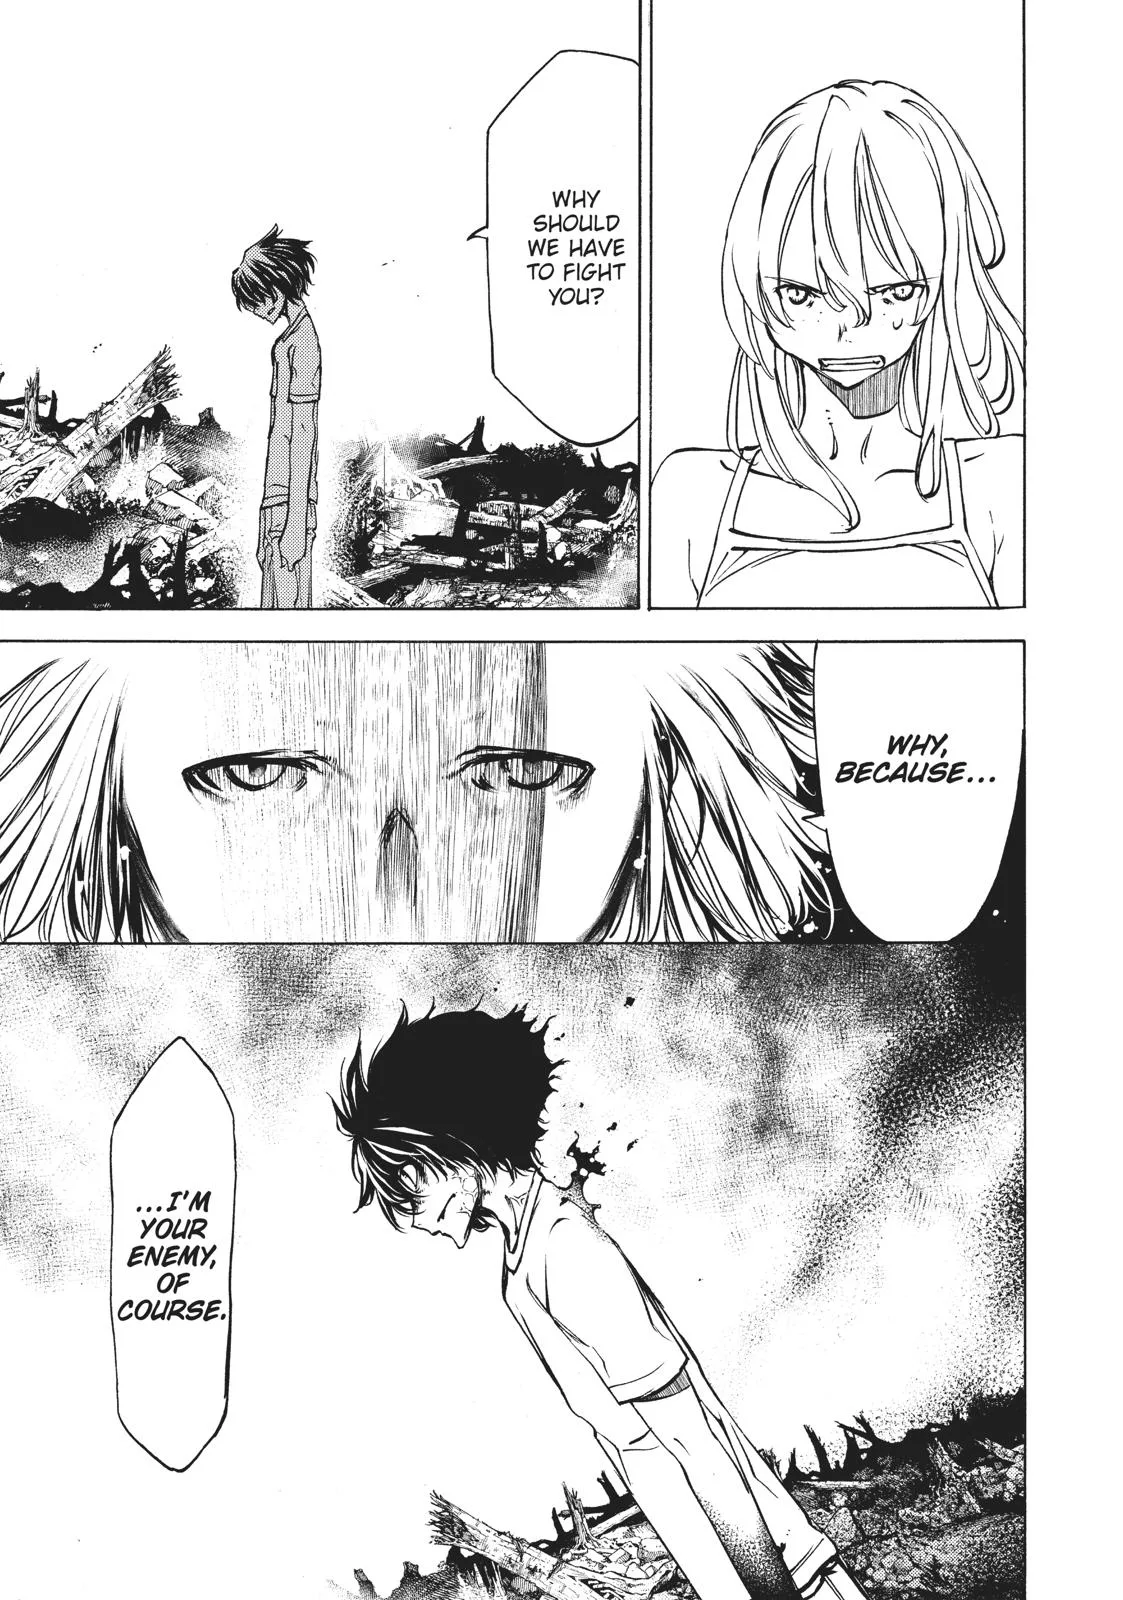 WHY
SHOULD
WE HAVE
TO FIGHT
YOU?
WHY,
BECAUSE...
...I'M
YOUR
ENEMY,
OF
COURSE.